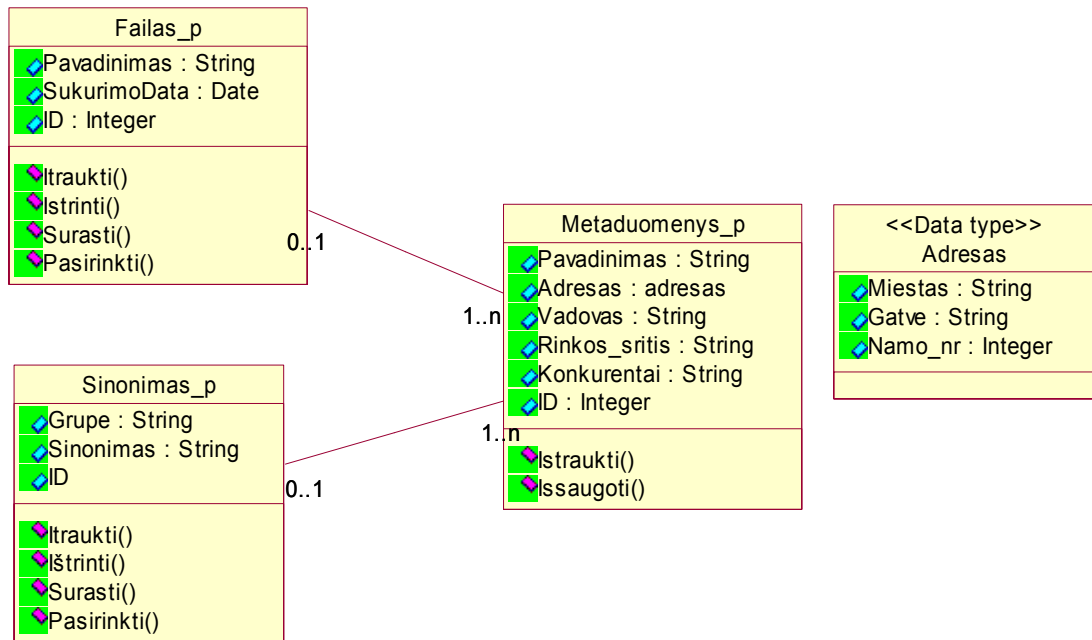 Failas_p
Pavadinimas : String
SukurimoData : Date
ID : Integer
Itraukti()
Istrinti()
Surasti()
Pasirinkti()
0..1
1..n
Metaduomenys_p
Pavadinimas : String
Adresas : adresas
Vadovas : String
Rinkos_sritis : String
Konkurentai : String
ID : Integer
Istraukti()
Issaugoti()
<<Data type>>
Adresas
Miestas : String
Gatve : String
Namo_nr : Integer
Sinonimas_p
Grupe : String
Sinonimas : String
ID
Itraukti()
Ištrinti()
Surasti()
Pasirinkti()
0..1
1..n